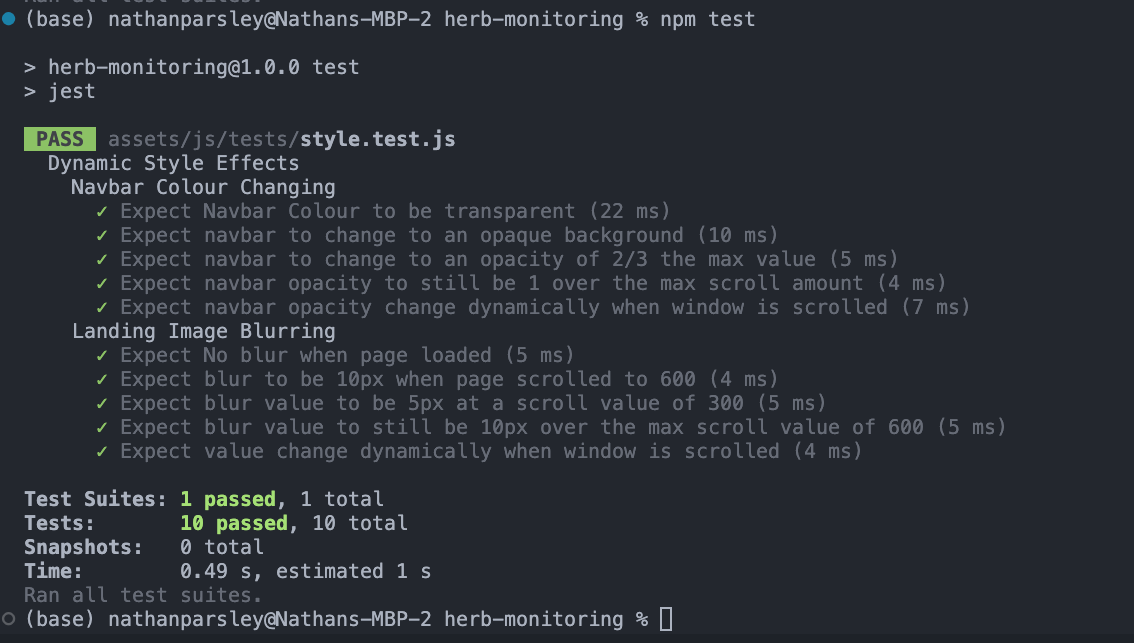 Ran all test suites.
(base) nathanparsley@Nathans-MBP-2 herb-monitoring % npm test
> herb-monitoring@1.0.0 test
> jest
PASS assets/js/tests/style.test.js
Dynamic Style Effects
Navbar Colour Changing
✓ Expect Navbar Colour to be transparent (22 ms)
✓ Expect navbar to change to an opaque background (10 ms)
✓ Expect navbar to change to an opacity of 2/3 the max value (5 ms)
✓ Expect navbar opacity to still be 1 over the max scroll amount (4 ms)
✓ Expect navbar opacity change dynamically when window is scrolled (7 ms)
Landing Image Blurring
✓ Expect No blur when page loaded (5 ms)
✓ Expect blur to be 10px when page scrolled to 600 (4 ms)
✓ Expect blur value to be 5px at a scroll value of 300 (5 ms)
✓ Expect blur value to still be 10px over the max scroll value of 600 (5 ms)
✓ Expect value change dynamically when window is scrolled (4 ms)
Test Suites: 1 passed, 1 total
Tests: 10 passed, 10 total
Snapshots: 0 total
Time: 0.49 s, estimated 1 s
Ran all test suites.
(base) nathanparsley@Nathans-MBP-2 herb-monitoring %